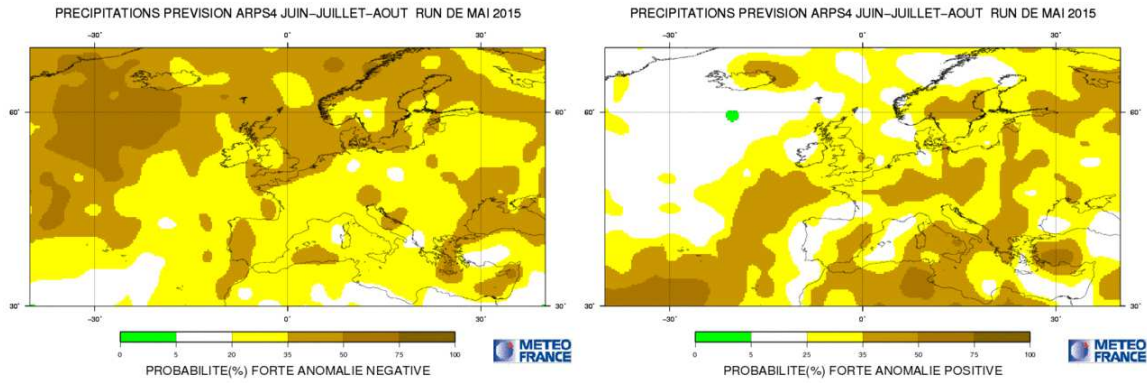 PRECIPITATIONS PREVISION ARPS4 JUIN-JUILLET-AOUT RUN DE MAI 2015
-30° 0° 30°
60° 60°
30° 30°
-30° 0° 30°
0 5 20 35 50 75 100
PROBABILITE(%) FORTE ANOMALIE NEGATIVE
METEO
FRANCE
PRECIPITATIONS PREVISION ARPS4 JUIN-JUILLET-AOUT RUN DE MAI 2015
-30° 0° 30°
60° 60°
30° 30°
-30° 0° 30°
0 5 20 35 50 75 100
PROBABILITE(%) FORTE ANOMALIE POSITIVE
METEO
FRANCE